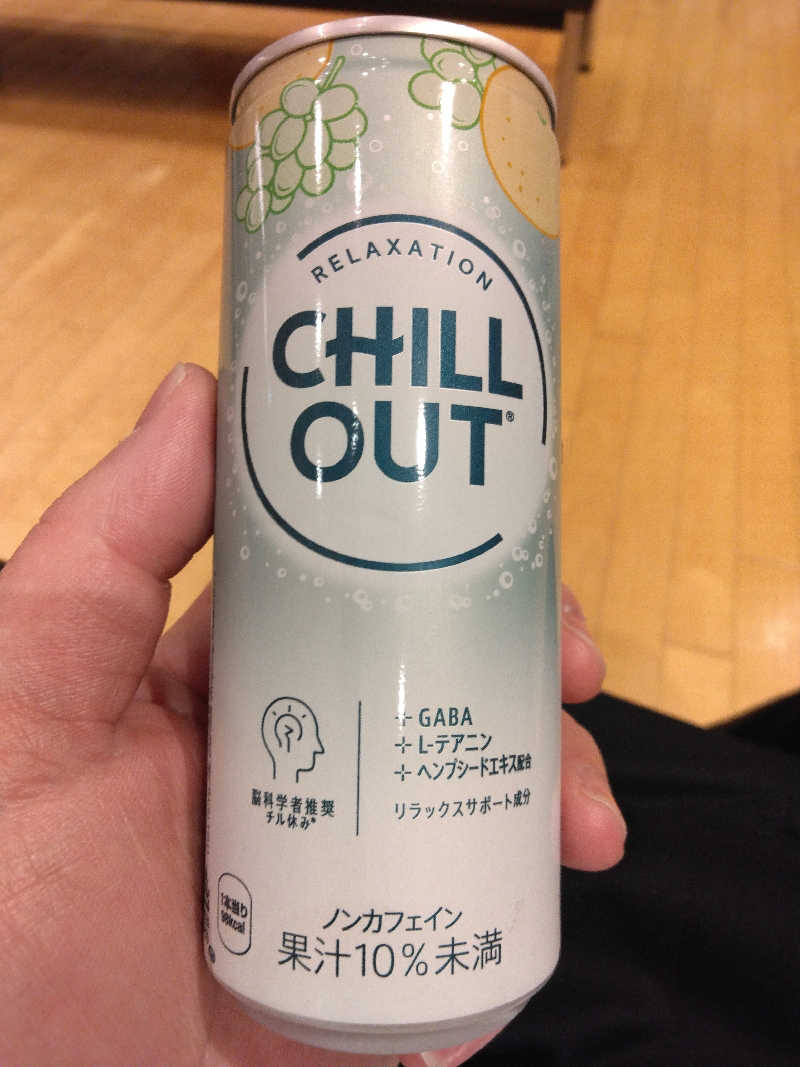 RELAXATION
CHILL
OUT®
脳科学者推奨
チル休み*
+ GABA
+ L-テアニン
+ ヘンプシードエキス配合
リラックスサポート成分
1本当り
98kcal
ノンカフェイン
果汁10%未満